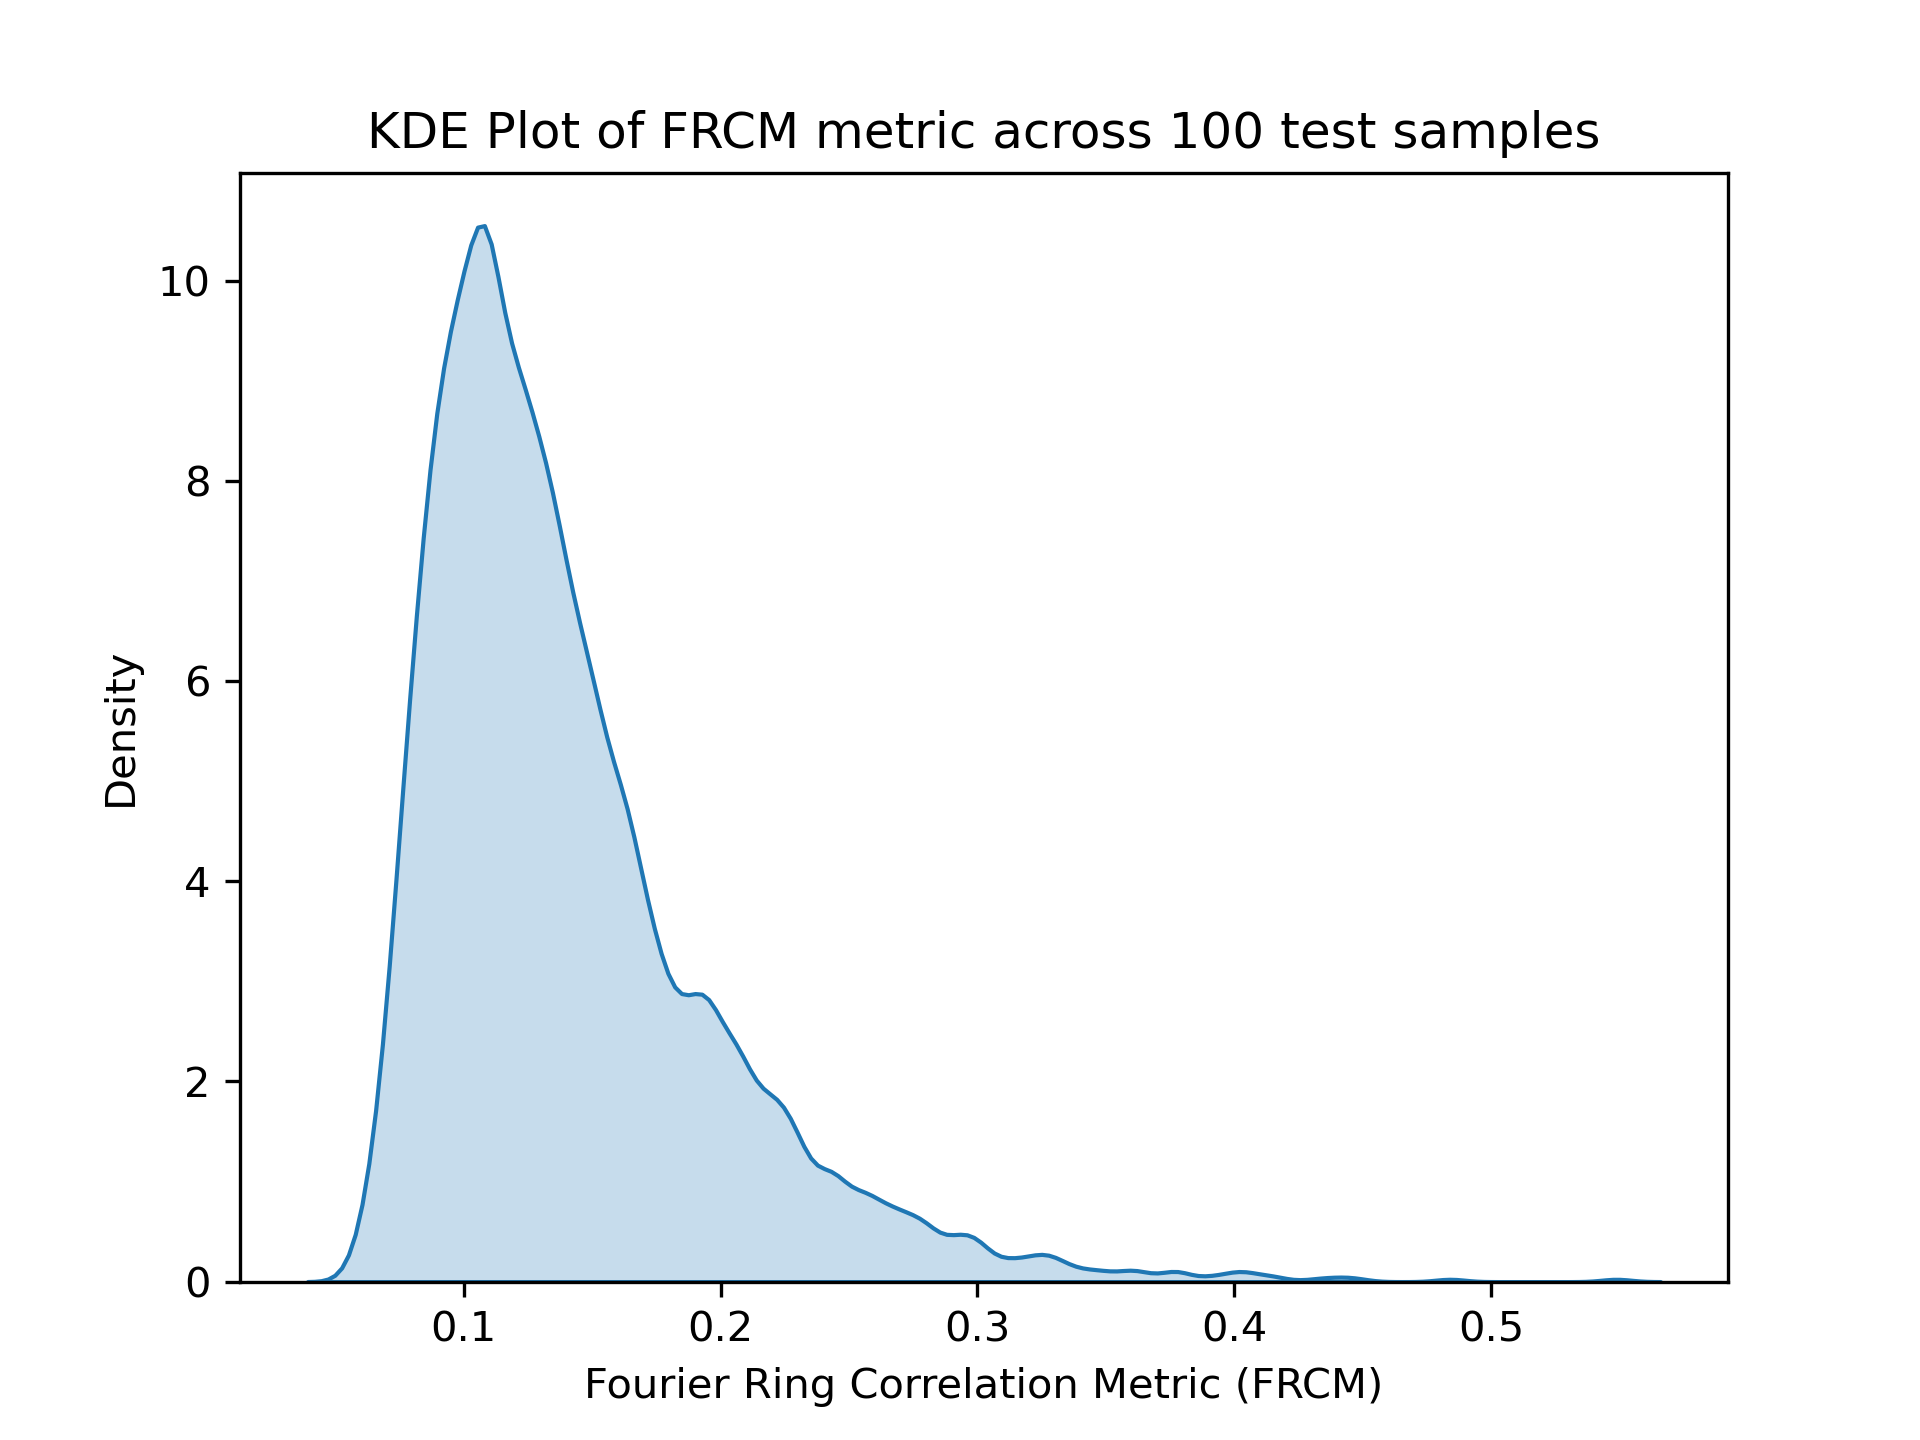 KDE Plot of FRCM metric across 100 test samples
Density
10
8
6
4
2
0
0.1 0.2 0.3 0.4 0.5
Fourier Ring Correlation Metric (FRCM)